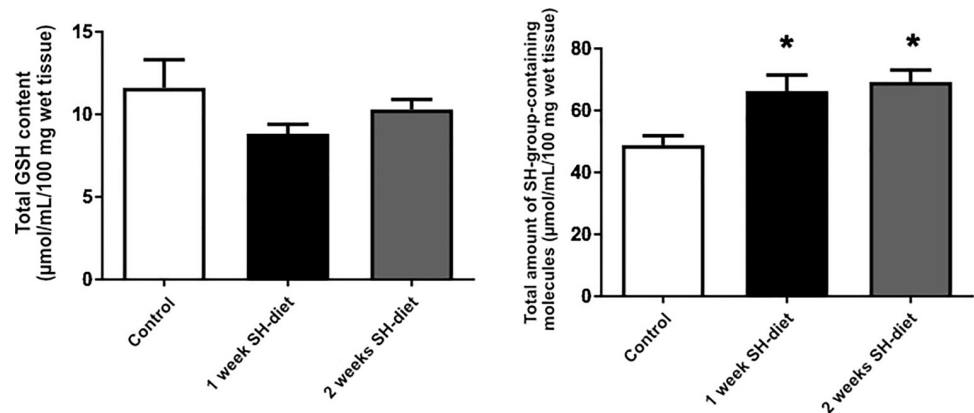 Total GSH content
(µmol/mL/100 mg wet tissue)
15
10
5
0
Control
1 week SH-diet
2 weeks SH-diet
Total amount of SH-group-containing
molecules (µmol/mL/100 mg wet tissue)
80
60
40
20
0
*
*
Control
1 week SH-diet
2 weeks SH-diet